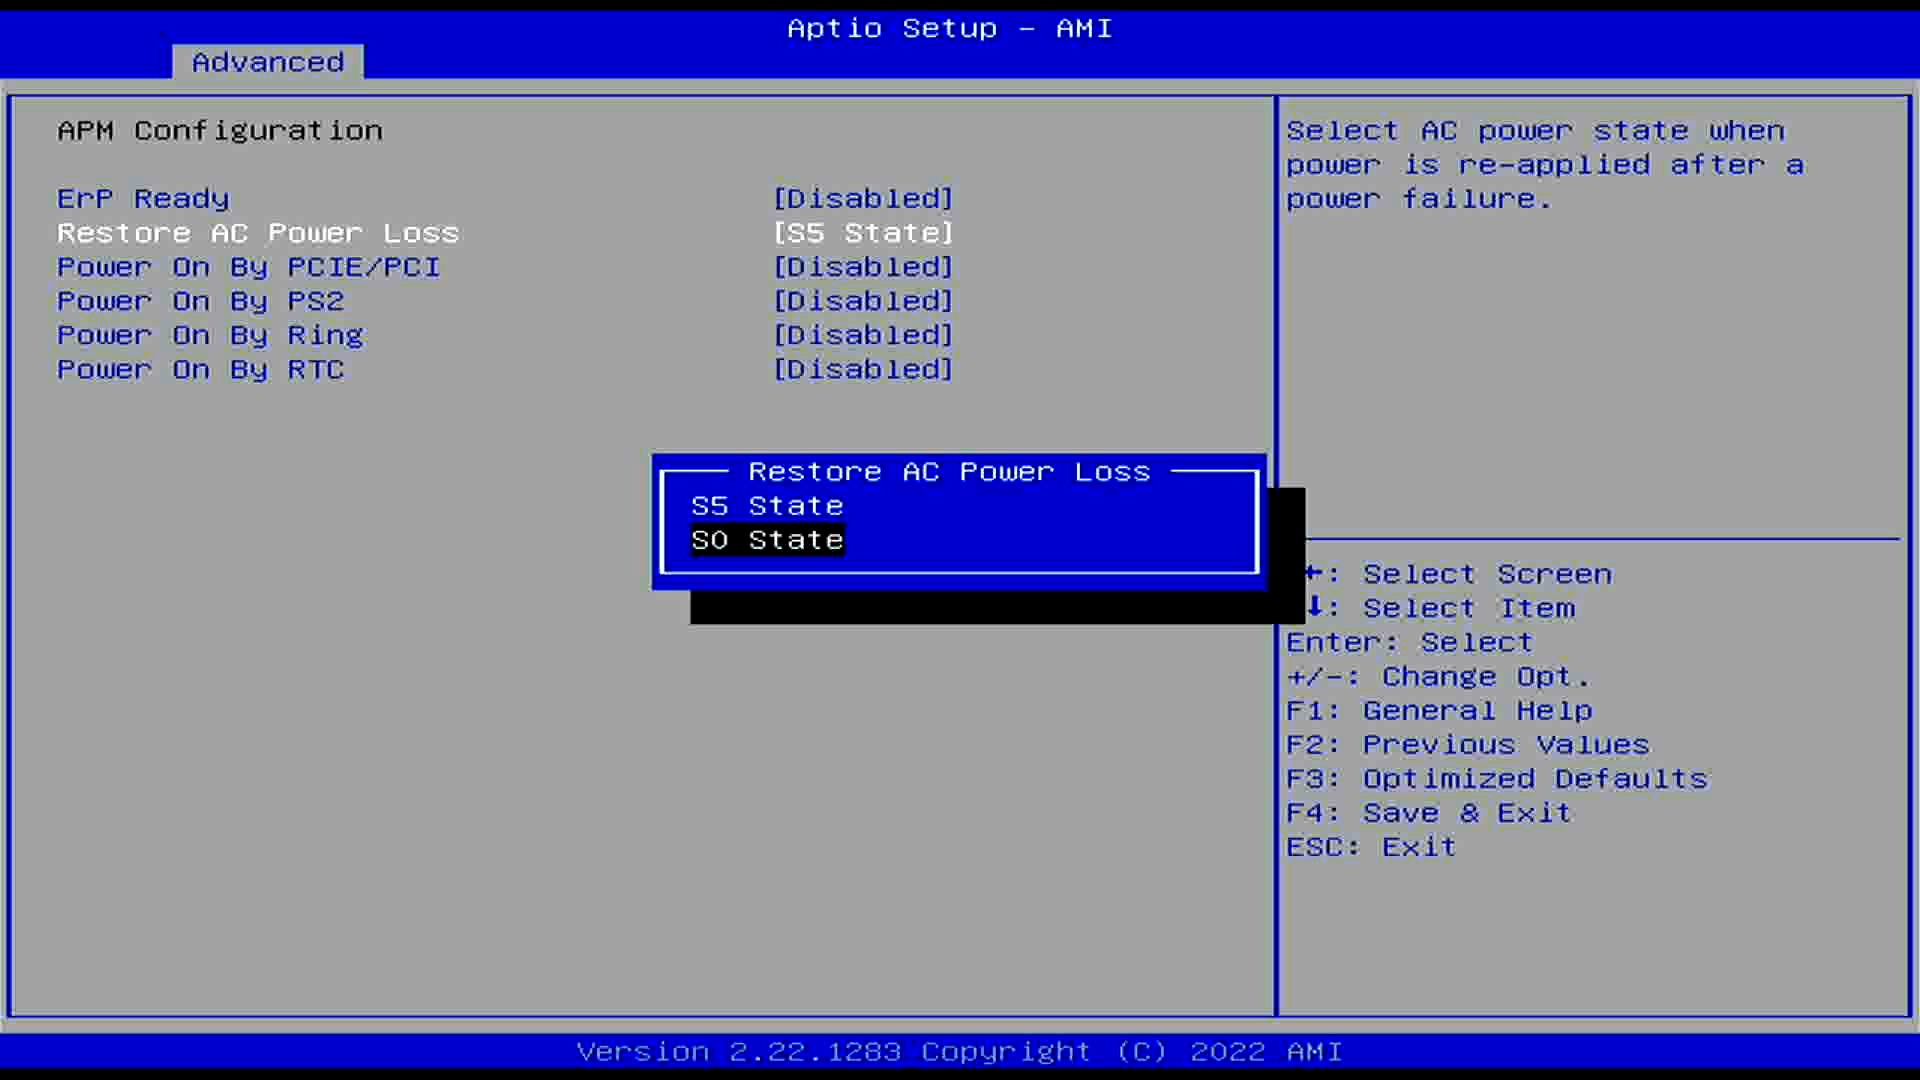 Aptio Setup - AMI
Advanced
APM Configuration
ErP Ready [Disabled]
Restore AC Power Loss [S5 State]
Power On By PCIE/PCI [Disabled]
Power On By PS2 [Disabled]
Power On By Ring [Disabled]
Power On By RTC [Disabled]
Restore AC Power Loss
S5 State
S0 State
Select AC power state when
power is re-applied after a
power failure.
←: Select Screen
↓: Select Item
Enter: Select
+/-: Change Opt.
F1: General Help
F2: Previous Values
F3: Optimized Defaults
F4: Save & Exit
ESC: Exit
Version 2.22.1283 Copyright (C) 2022 AMI